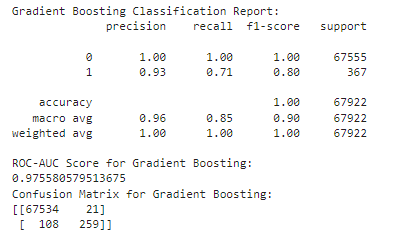 Gradient Boosting Classification Report:
precision recall f1-score support
0 1.00 1.00 1.00 67555
1 0.93 0.71 0.80 367
accuracy 1.00 67922
macro avg 0.96 0.85 0.90 67922
weighted avg 1.00 1.00 1.00 67922
ROC-AUC Score for Gradient Boosting:
0.975580579513675
Confusion Matrix for Gradient Boosting:
[[67534 21]
[ 108 259]]